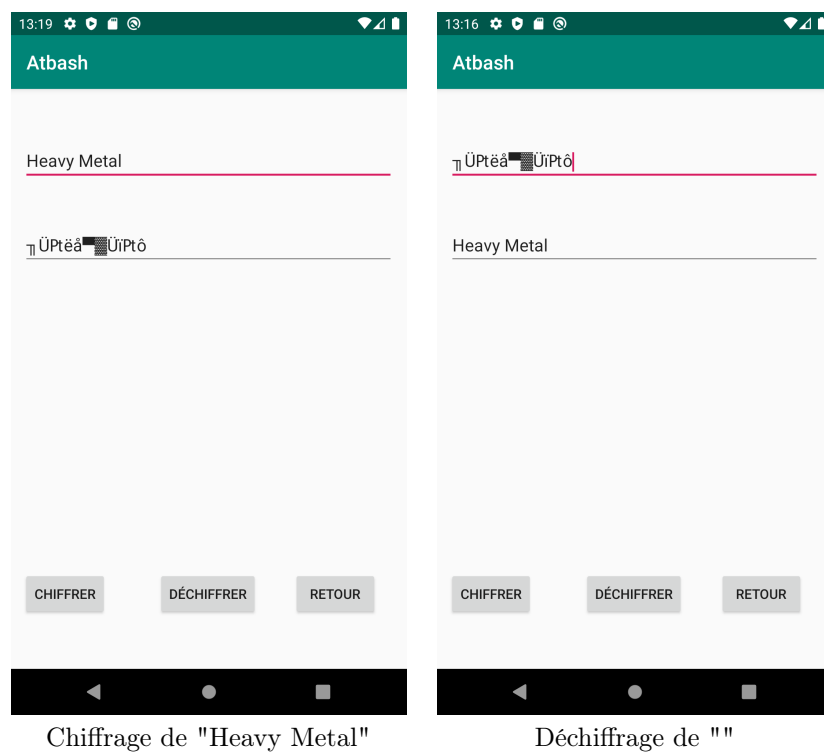 13:19
Atbash
Heavy Metal
╖ÜPtëå▀▓ÜïPtô
CHIFFRER DÉCHIFFRER RETOUR
Chiffrage de "Heavy Metal"
13:16
Atbash
╖ÜPtëå▀▓ÜïPtô
Heavy Metal
CHIFFRER DÉCHIFFRER RETOUR
Déchiffrage de ""